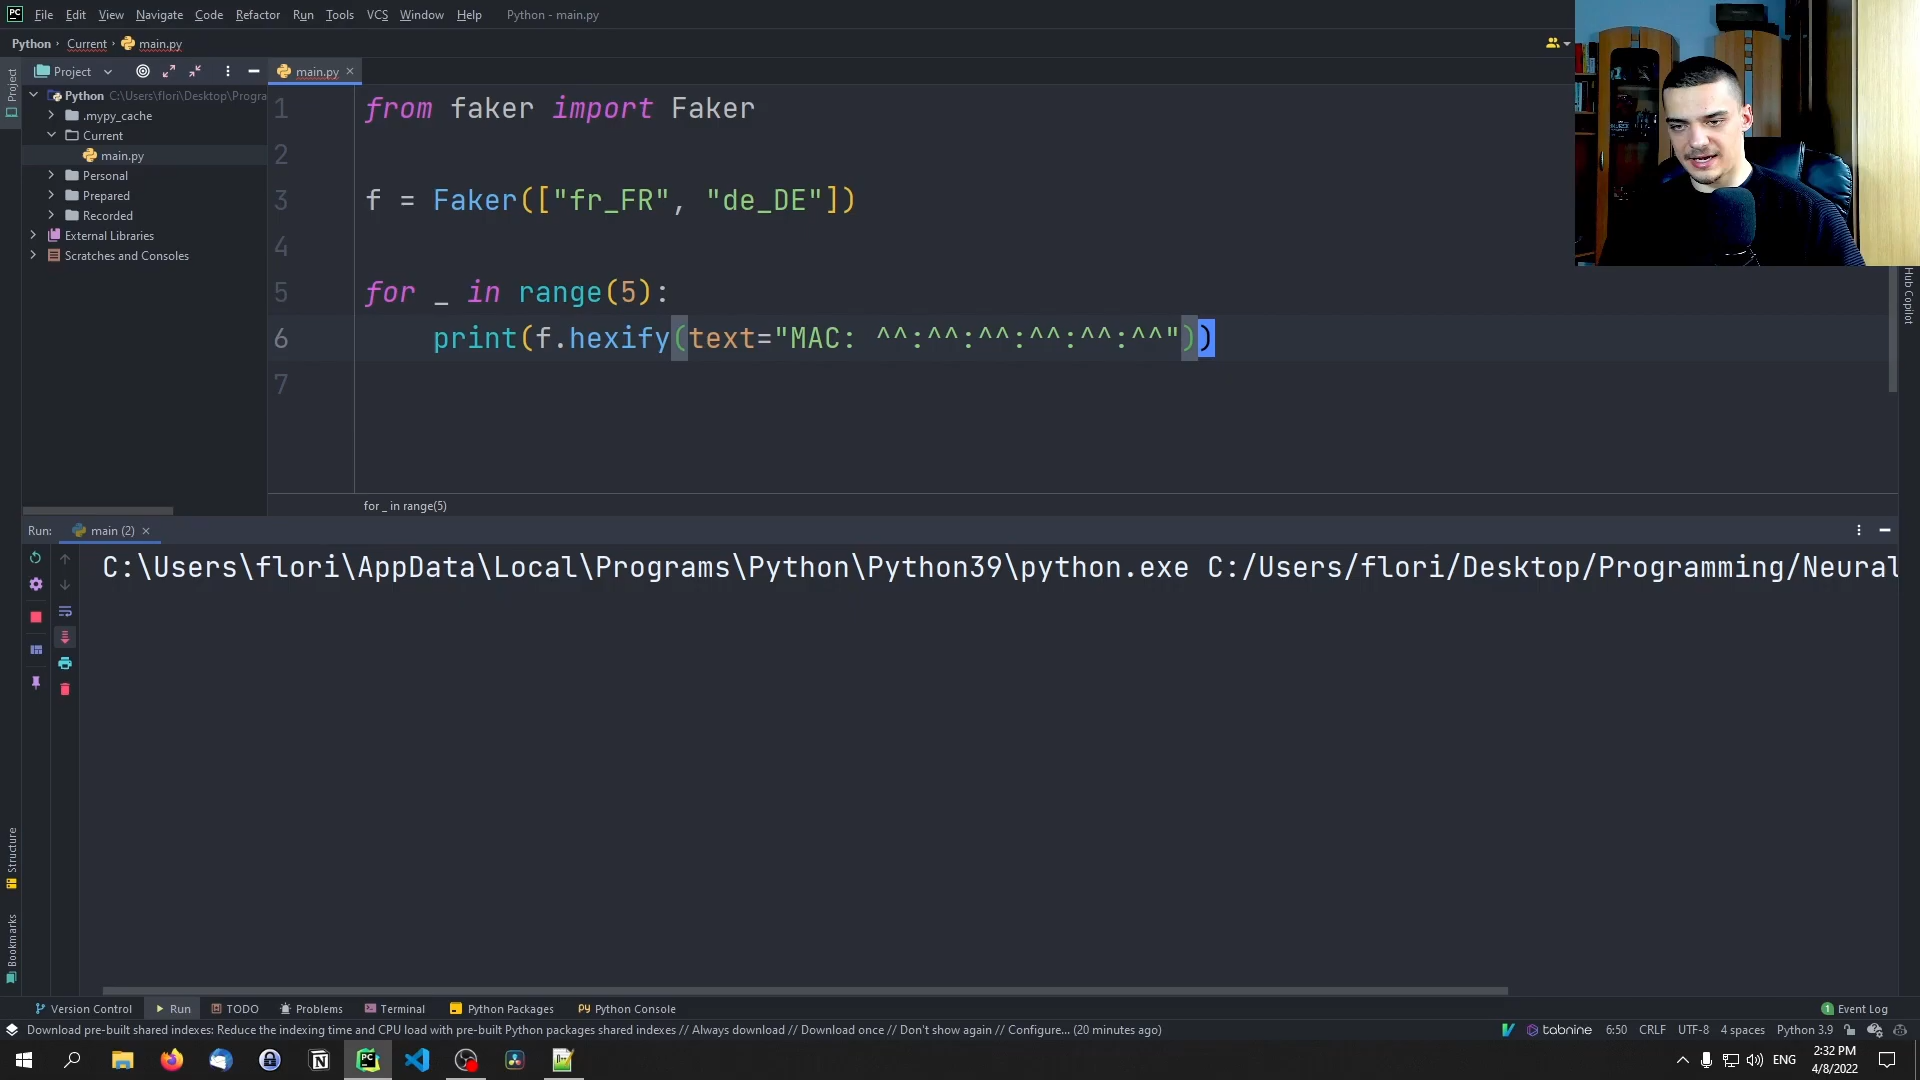 PC File Edit View Navigate Code Refactor Run Tools VCS Window Help Python - main.py
Python › Current › main.py
Project
Project
main.py
Python C:\Users\flori\Desktop\Progra
.mypy_cache
Current
main.py
Personal
Prepared
Recorded
External Libraries
Scratches and Consoles
1 from faker import Faker
2
3 f = Faker(["fr_FR", "de_DE"])
4
5 for _ in range(5):
6 print(f.hexify(text="MAC: ^^:^^:^^:^^:^^:^^"))
7
Hub Copilot
for _ in range(5)
Run: main (2)
C:\Users\flori\AppData\Local\Programs\Python\Python39\python.exe C:/Users/flori/Desktop/Programming/Neural
Structure
Bookmarks
Version Control Run TODO Problems Terminal Python Packages Python Console 1 Event Log
Download pre-built shared indexes: Reduce the indexing time and CPU load with pre-built Python packages shared indexes // Always download // Download once // Don't show again // Configure... (20 minutes ago) tabnine 6:50 CRLF UTF-8 4 spaces Python 3.9
ENG
2:32 PM
4/8/2022